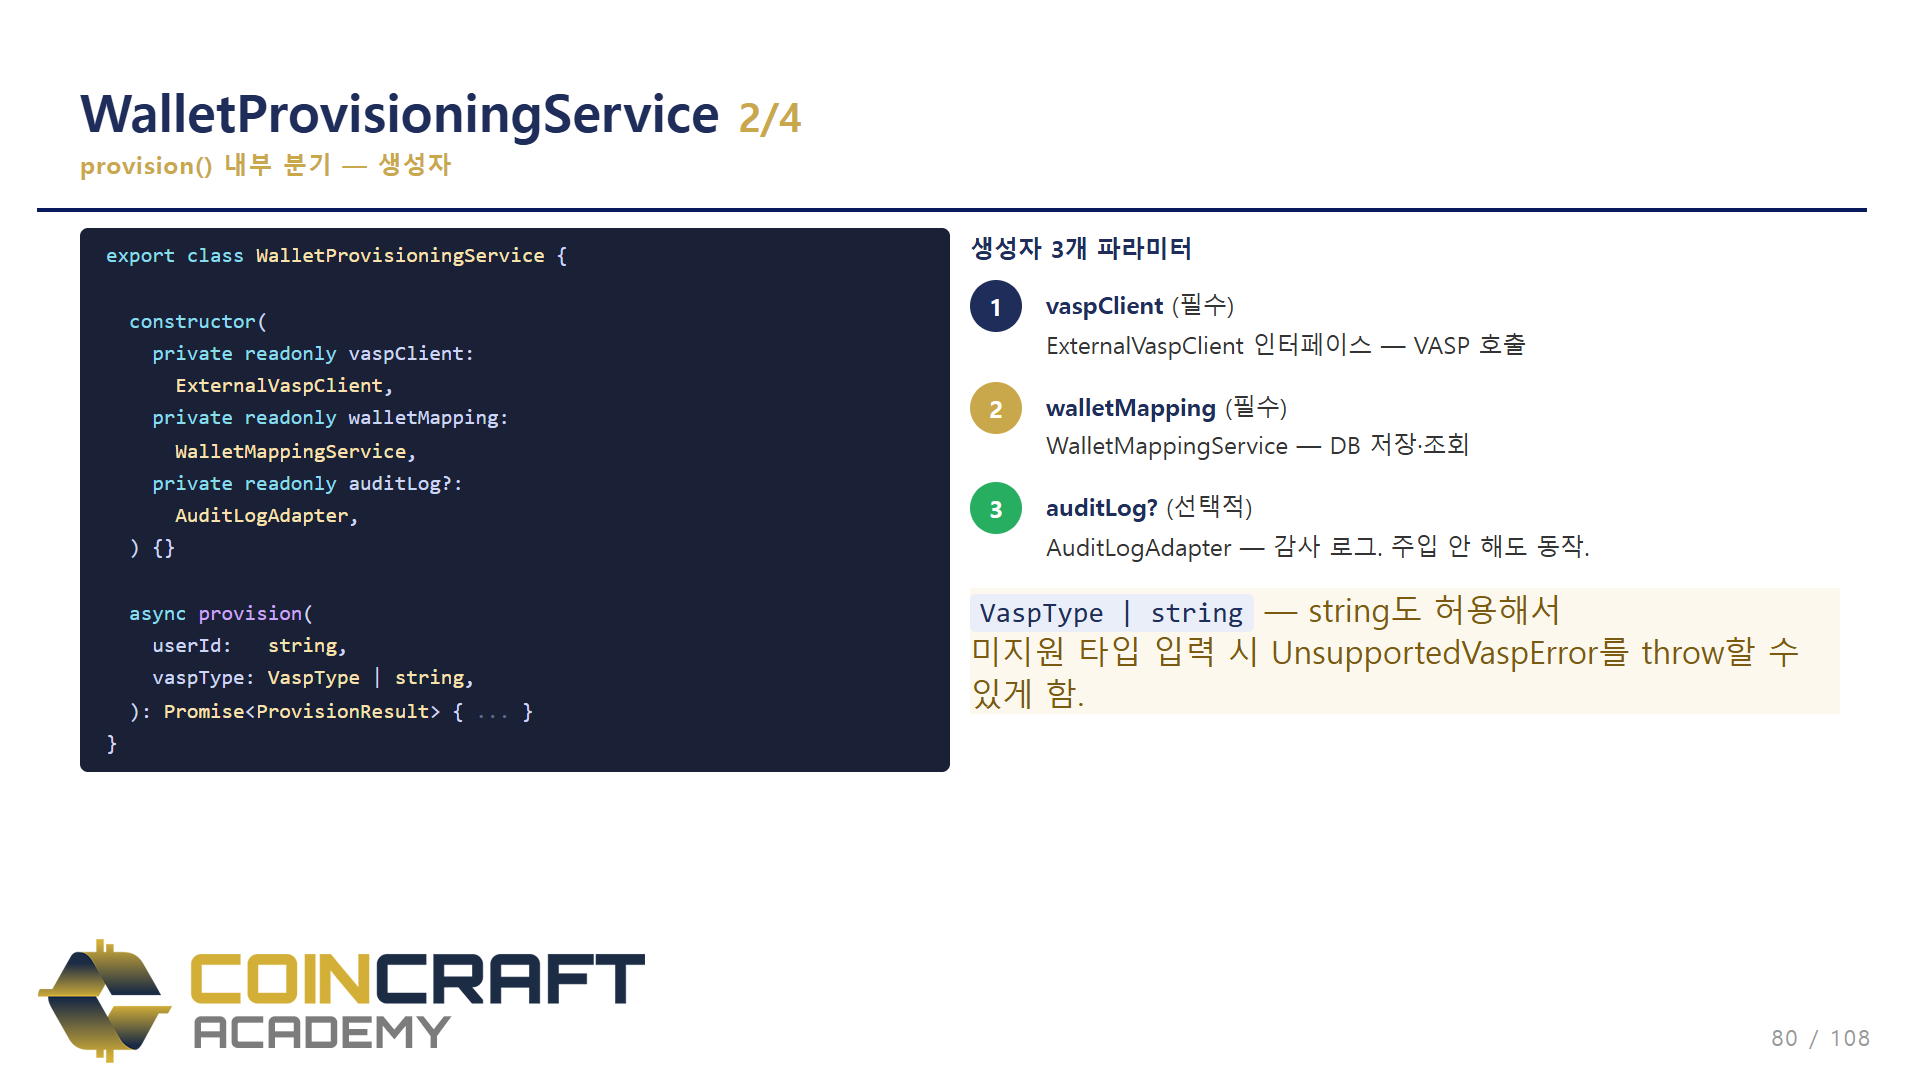 WalletProvisioningService 2/4
provision() 내부 분기 — 생성자
export class WalletProvisioningService {
constructor(
private readonly vaspClient:
ExternalVaspClient,
private readonly walletMapping:
WalletMappingService,
private readonly auditLog?:
AuditLogAdapter,
) {}
async provision(
userId: string,
vaspType: VaspType | string,
): Promise<ProvisionResult> { ... }
}
생성자 3개 파라미터
1 vaspClient (필수)
ExternalVaspClient 인터페이스 — VASP 호출
2 walletMapping (필수)
WalletMappingService — DB 저장·조회
3 auditLog? (선택적)
AuditLogAdapter — 감사 로그. 주입 안 해도 동작.
VaspType | string — string도 허용해서
미지원 타입 입력 시 UnsupportedVaspError를 throw할 수
있게 함.
COINCRAFT
ACADEMY
80 / 108